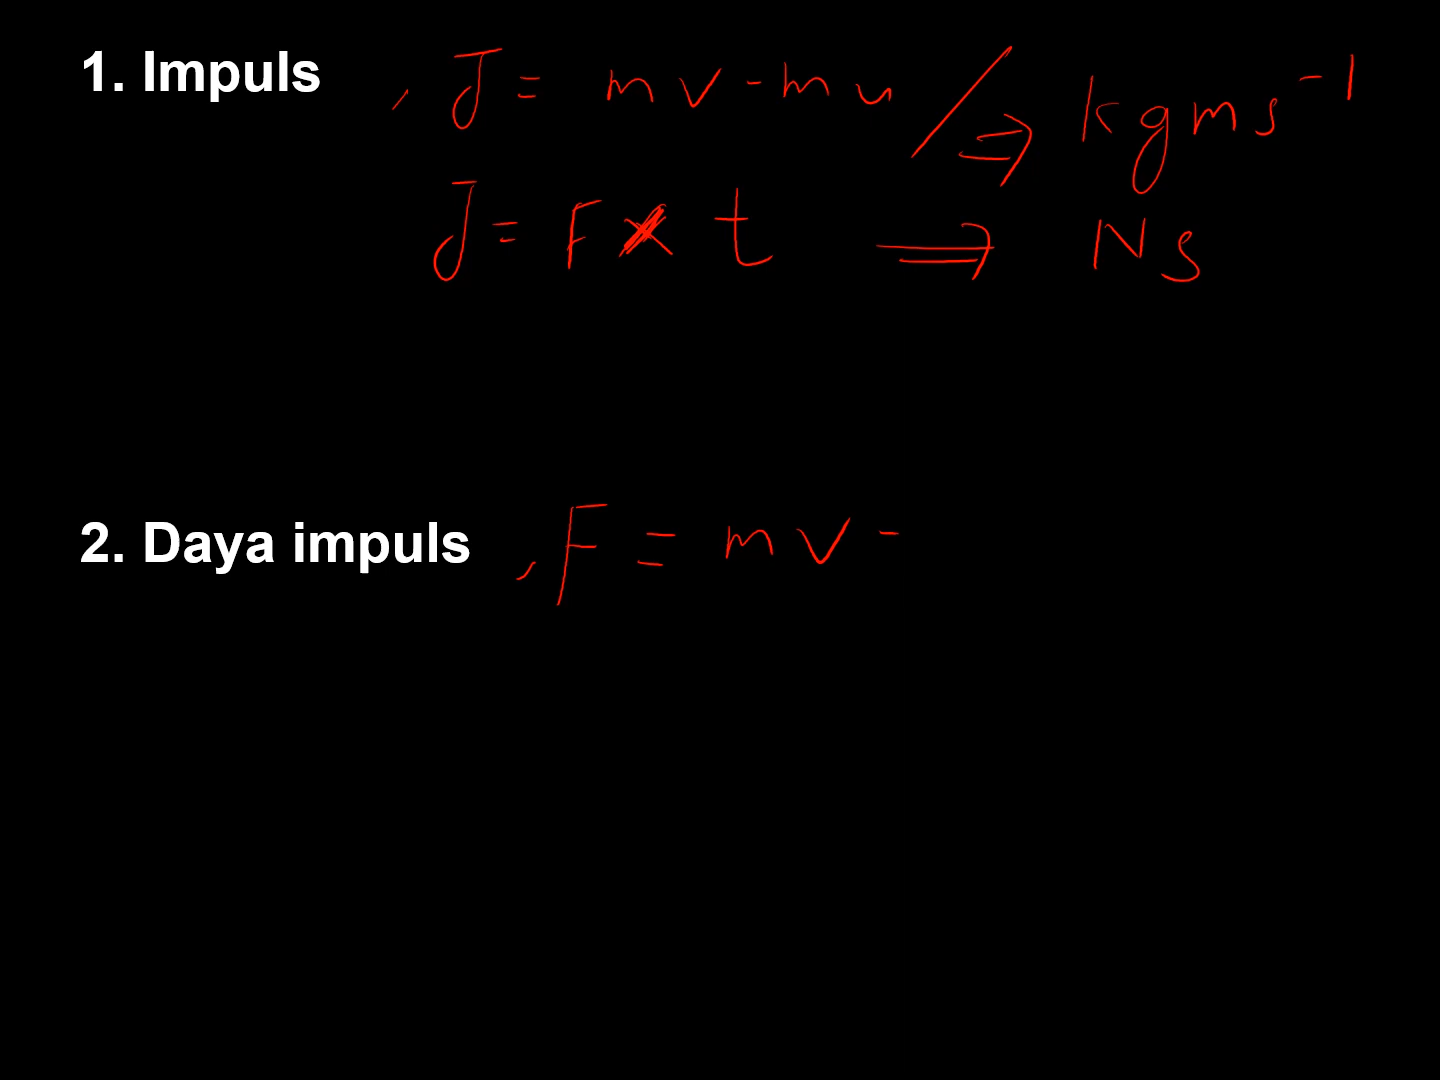 1. Impuls , J = mv - mu / ⇒ kgms⁻¹
J = F × t ⇒ Ns
2. Daya impuls , F = mv -